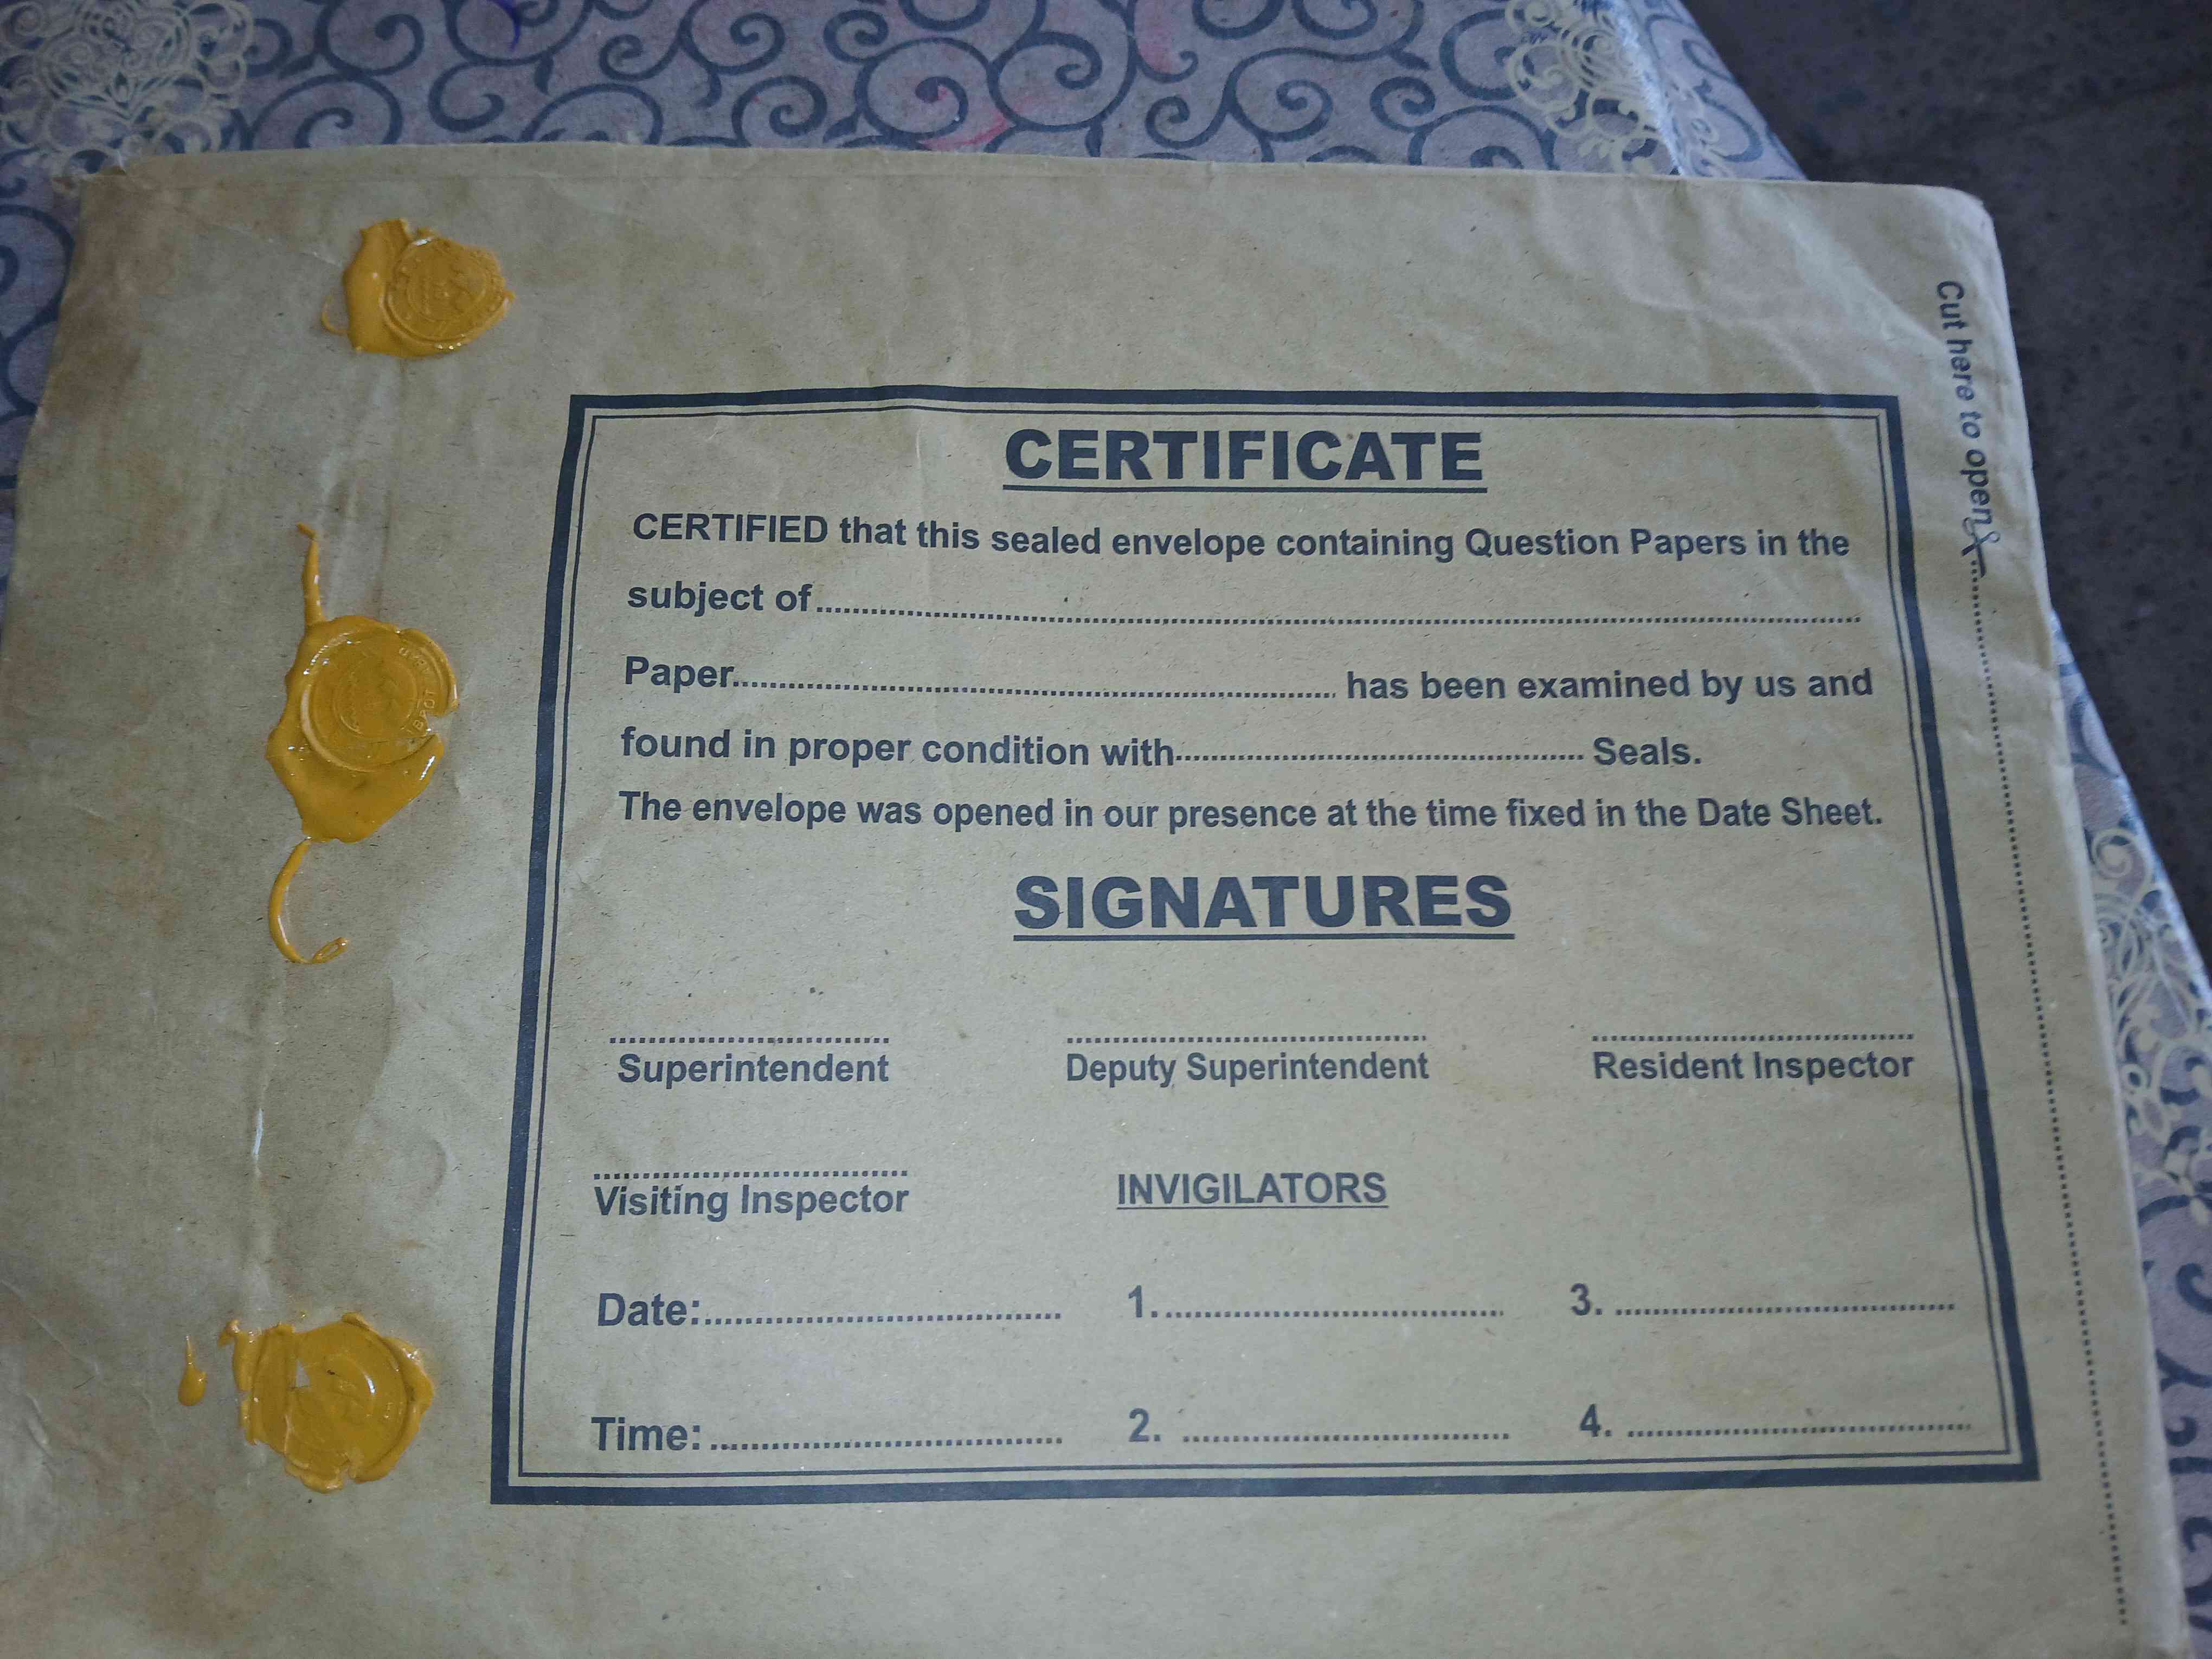 Cut here to open
CERTIFICATE
CERTIFIED that this sealed envelope containing Question Papers in the
subject of........................................................................
Paper.................................................. has been examined by us and
found in proper condition with.................................. Seals.
The envelope was opened in our presence at the time fixed in the Date Sheet.
SIGNATURES
Superintendent
Deputy Superintendent
Resident Inspector
Visiting Inspector
INVIGILATORS
Date:.............................. 1.............................. 3. ..............................
Time:.............................. 2. .............................. 4. ..............................